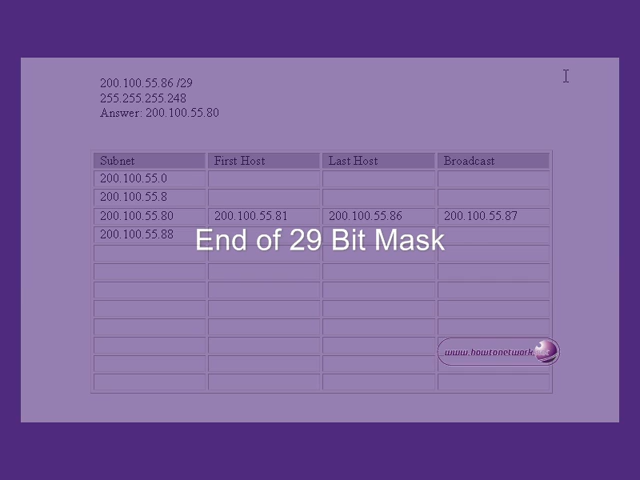 200.100.55.86 /29
255.255.255.248
Answer: 200.100.55.80
Subnet First Host Last Host Broadcast
200.100.55.0
200.100.55.8
200.100.55.80 200.100.55.81 200.100.55.86 200.100.55.87
200.100.55.88
End of 29 Bit Mask
www.howtonetwork.